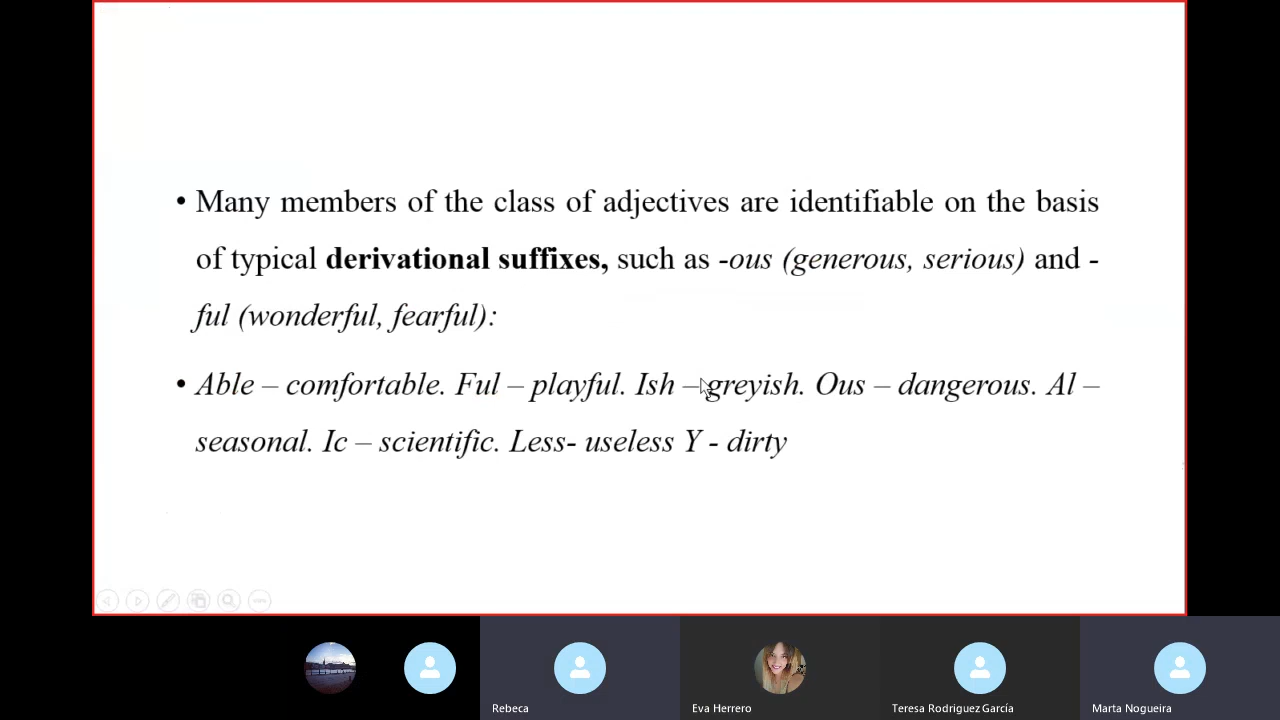 • Many members of the class of adjectives are identifiable on the basis
of typical derivational suffixes, such as -ous (generous, serious) and -
ful (wonderful, fearful):
• Able – comfortable. Ful – playful. Ish – greyish. Ous – dangerous. Al –
seasonal. Ic – scientific. Less- useless Y - dirty
Rebeca
Eva Herrero
Teresa Rodriguez García
Marta Nogueira